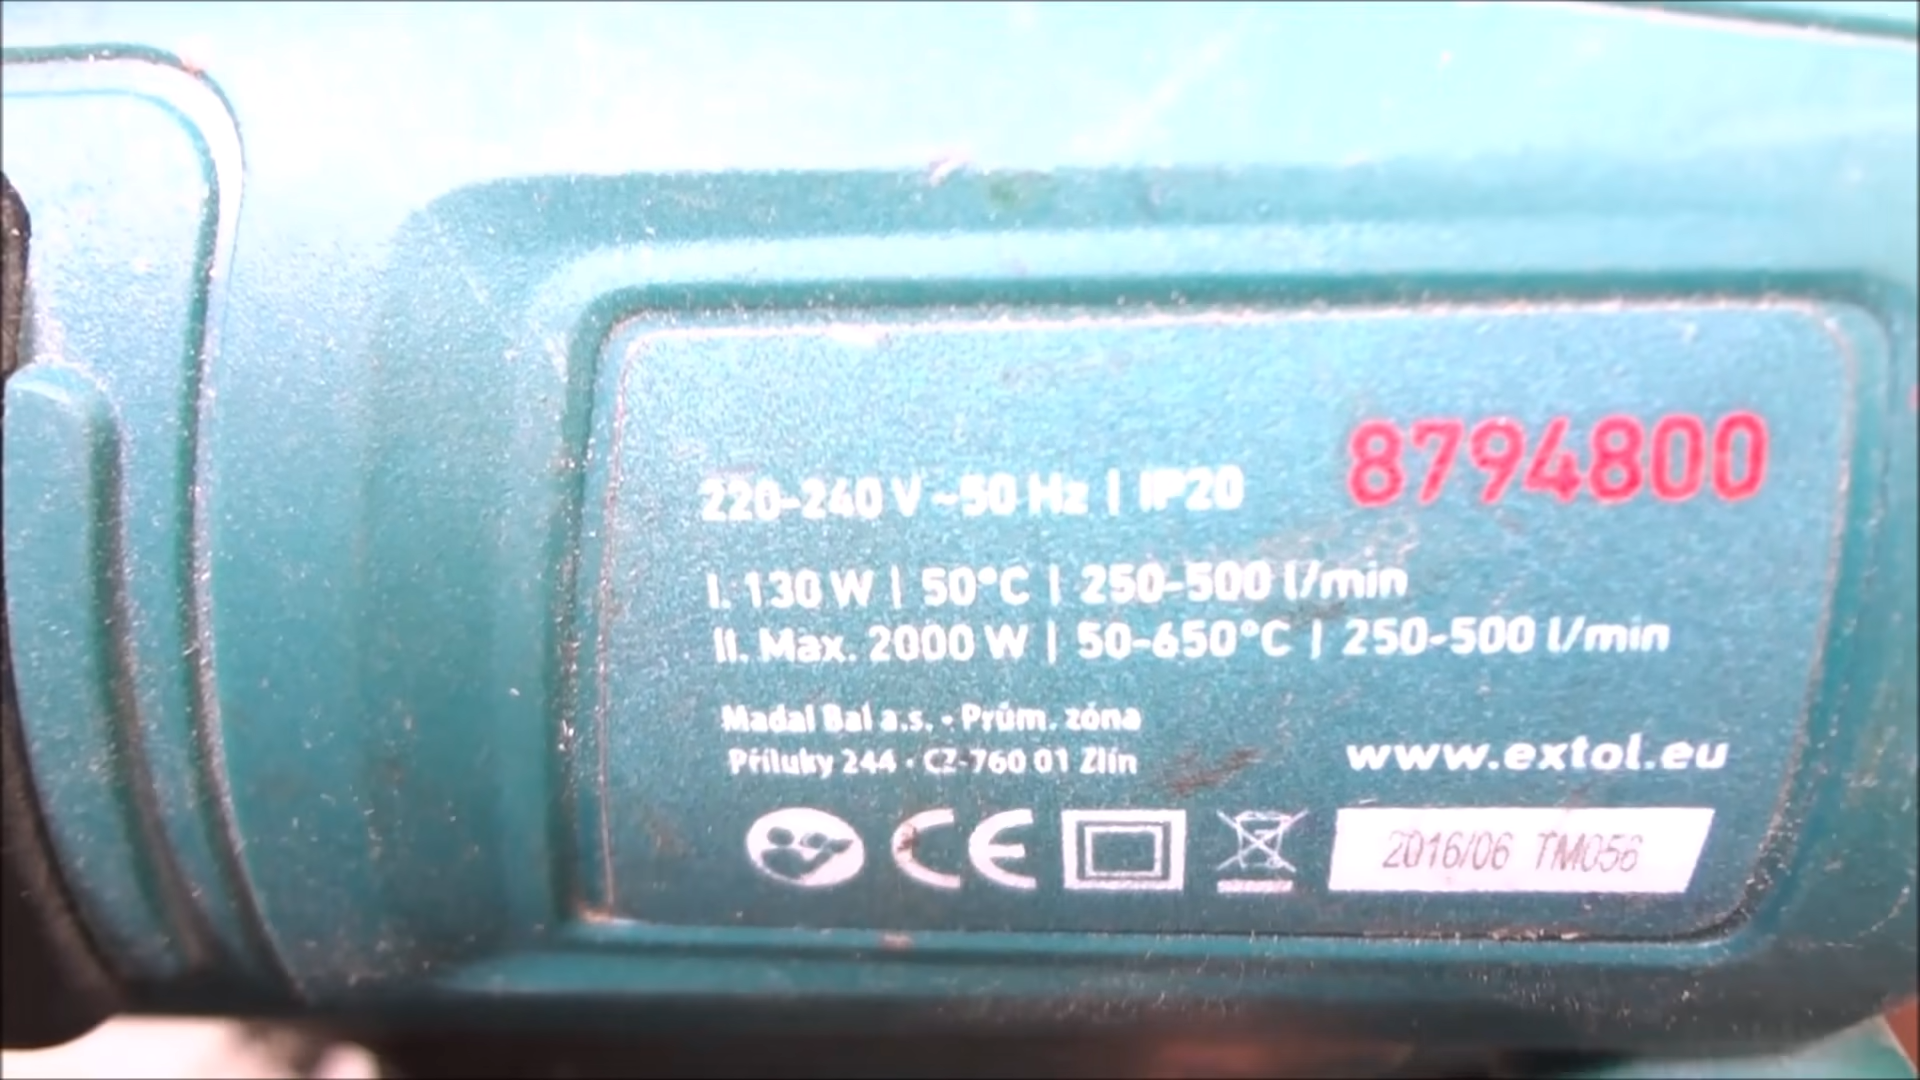 8794800
220-240 V ~50 Hz | IP20
I. 130 W | 50°C | 250-500 l/min
II. Max. 2000 W | 50-650°C | 250-500 l/min
Madal Bal a.s. • Prům. zóna
Příluky 244 • CZ-760 01 Zlín
www.extol.eu
CE
2016/06 TM056